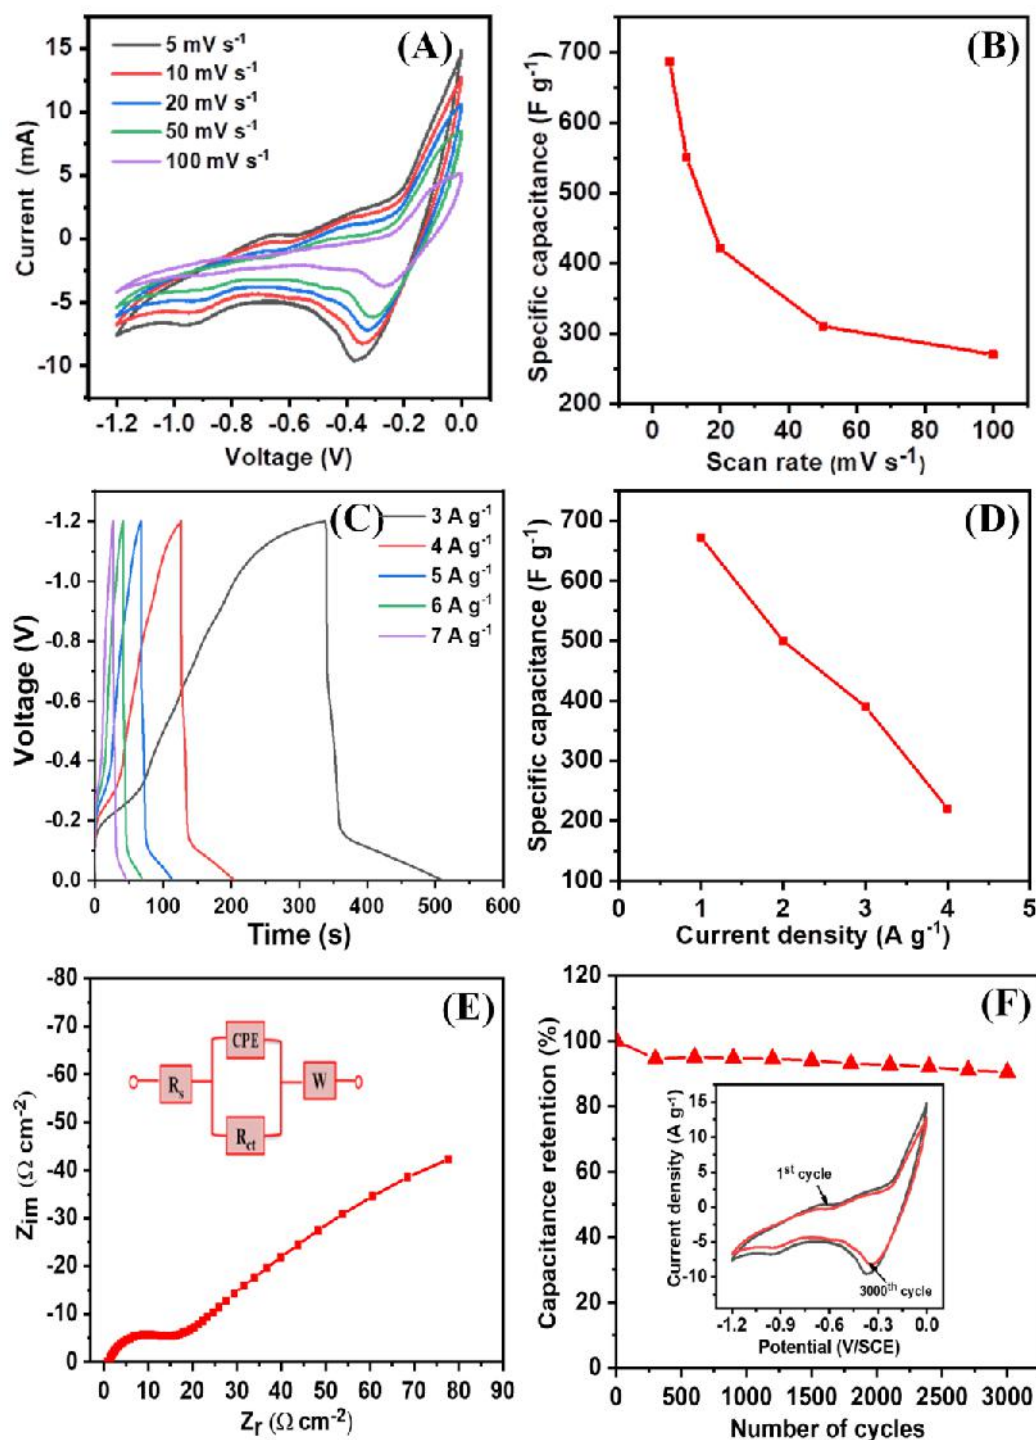 (A)
5 mV s⁻¹
10 mV s⁻¹
20 mV s⁻¹
50 mV s⁻¹
100 mV s⁻¹
15
10
5
0
-5
-10
Current (mA)
-1.2 -1.0 -0.8 -0.6 -0.4 -0.2 0.0
Voltage (V)
(B)
700
600
500
400
300
200
Specific capacitance (F g⁻¹)
0 20 40 60 80 100
Scan rate (mV s⁻¹)
(C)
3 A g⁻¹
4 A g⁻¹
5 A g⁻¹
6 A g⁻¹
7 A g⁻¹
-1.2
-1.0
-0.8
-0.6
-0.4
-0.2
0.0
Voltage (V)
0 100 200 300 400 500 600
Time (s)
(D)
700
600
500
400
300
200
100
Specific capacitance (F g⁻¹)
0 1 2 3 4 5
Current density (A g⁻¹)
(E)
-80
-70
-60
-50
-40
-30
-20
-10
0
Zim (Ω cm⁻²)
CPE
Rs
W
Rct
0 10 20 30 40 50 60 70 80 90
Zr (Ω cm⁻²)
(F)
120
100
80
60
40
20
0
Capacitance retention (%)
15
10
5
0
-5
-10
Current density (A g⁻¹)
1st cycle
3000th cycle
-1.2 -0.9 -0.6 -0.3 0.0
Potential (V/SCE)
0 500 1000 1500 2000 2500 3000
Number of cycles